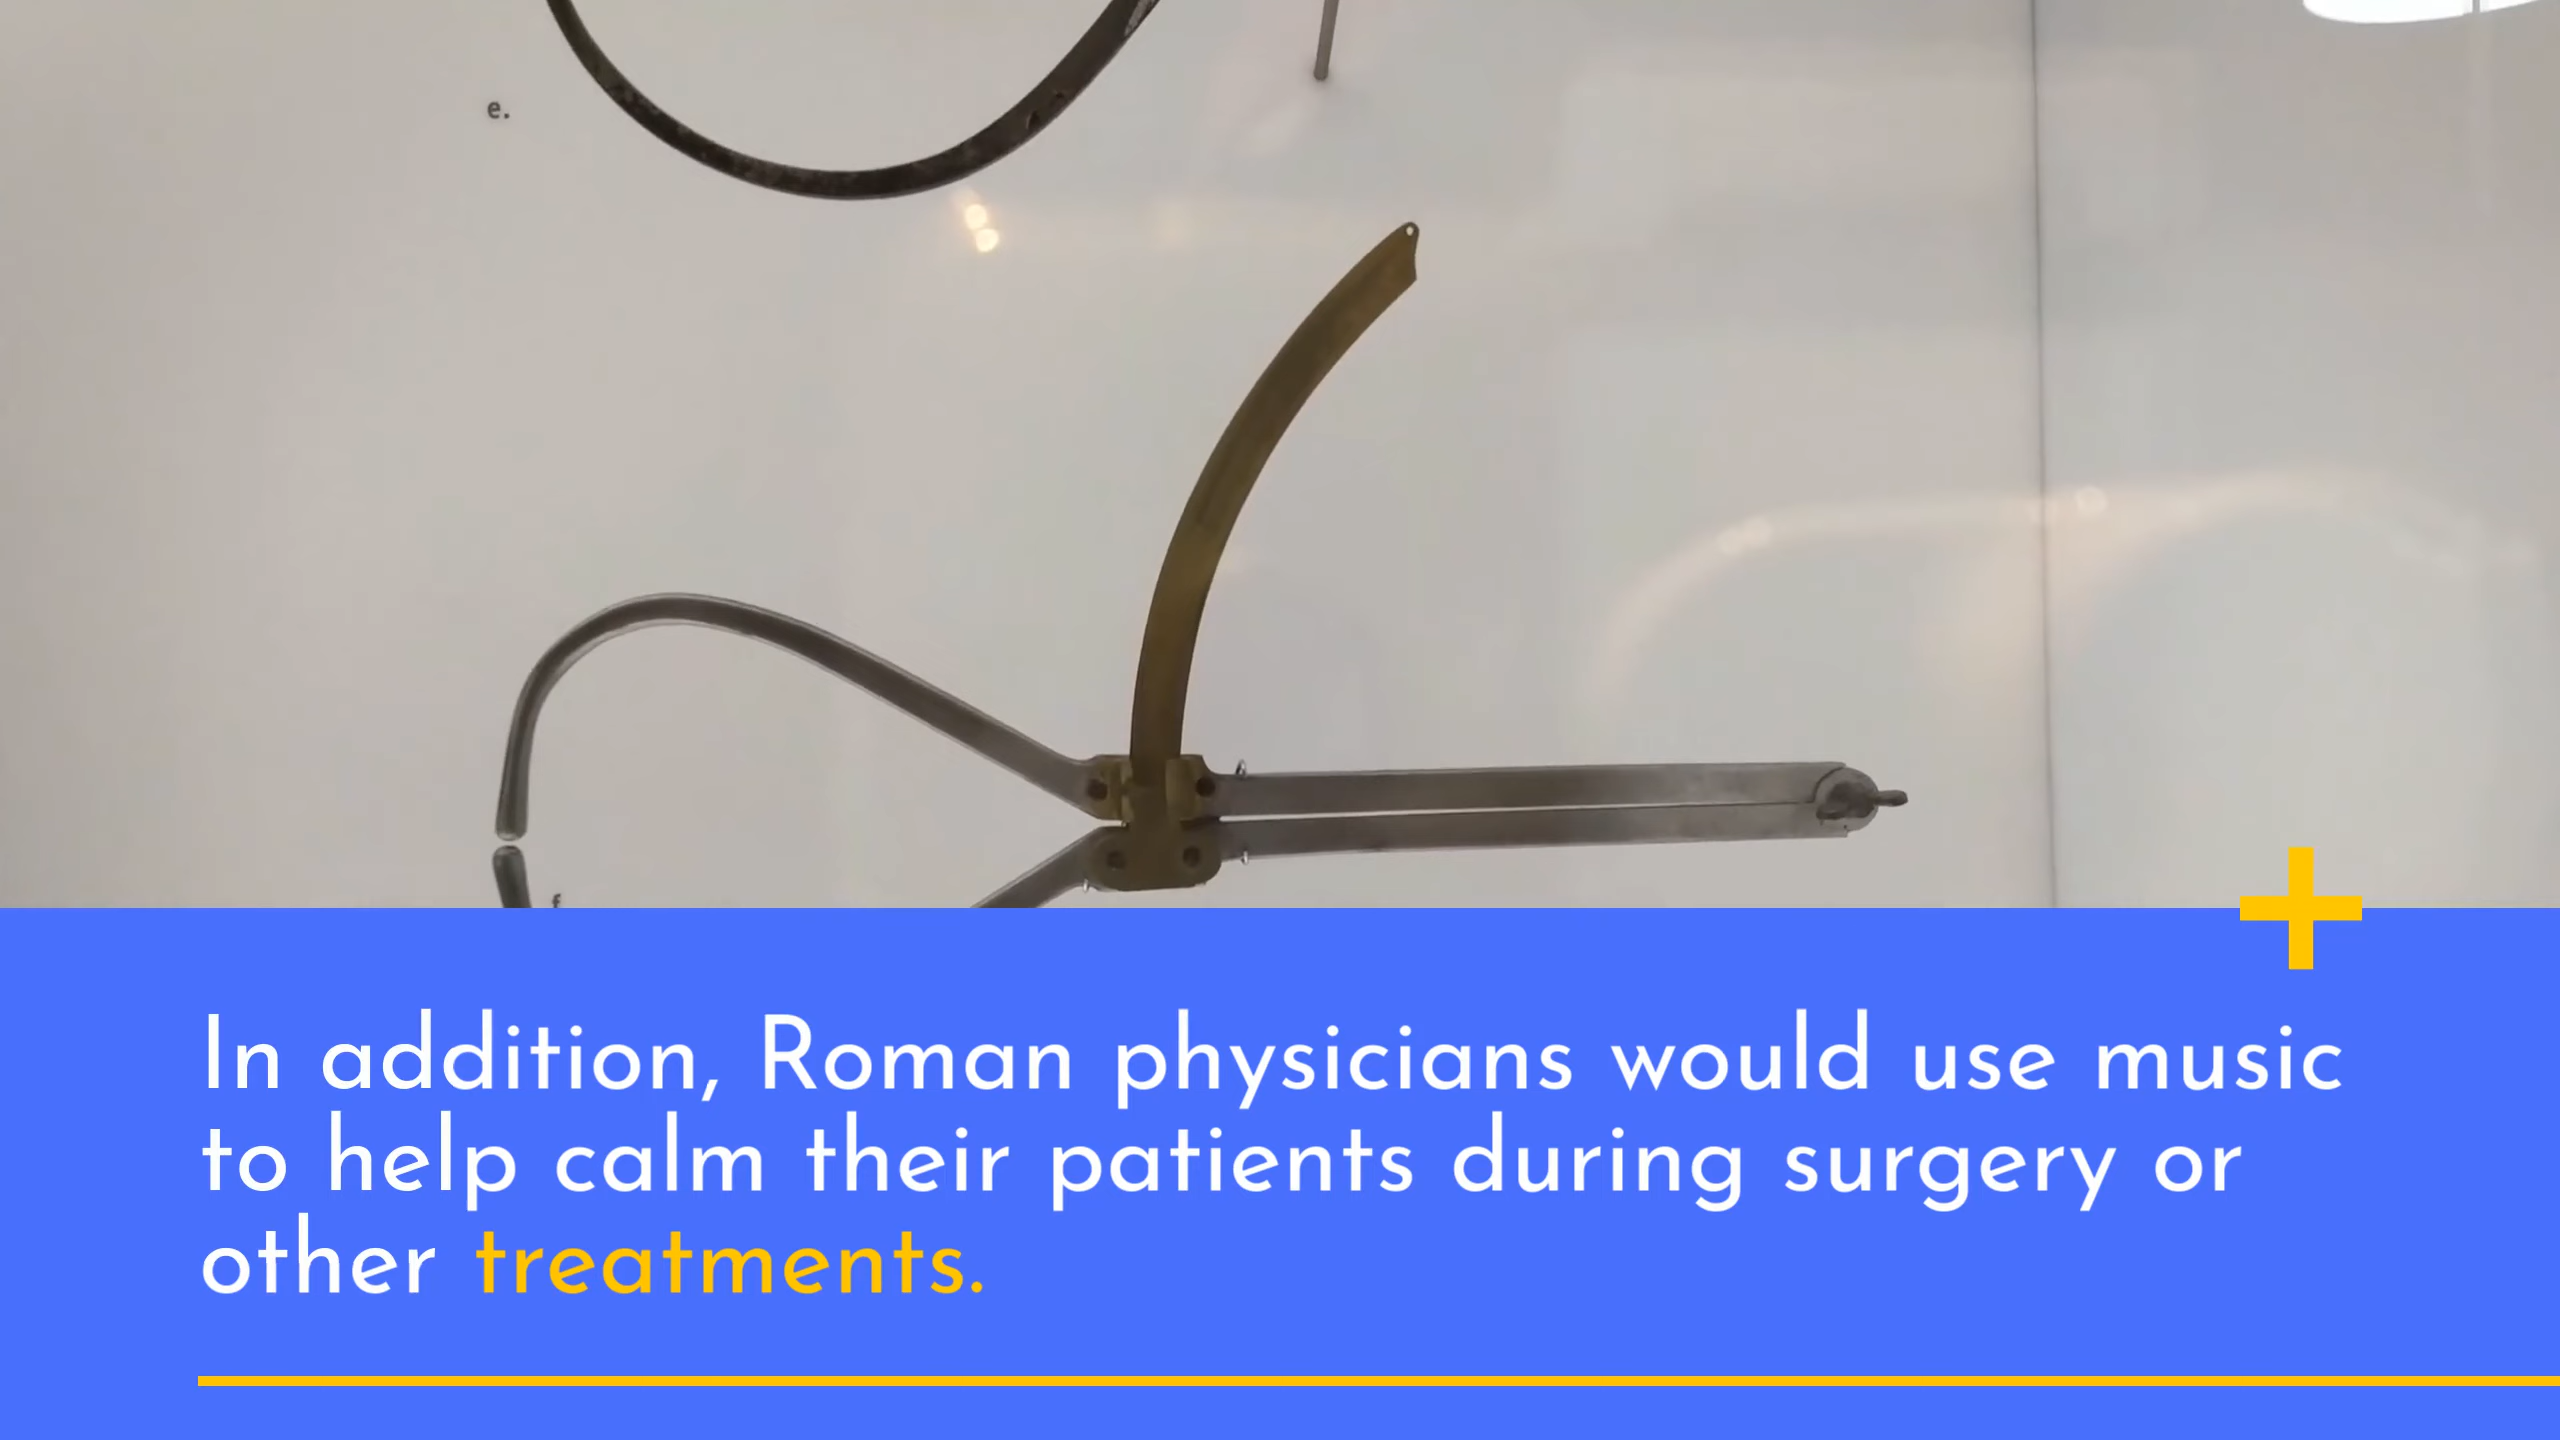 e.
f
In addition, Roman physicians would use music
to help calm their patients during surgery or
other treatments.